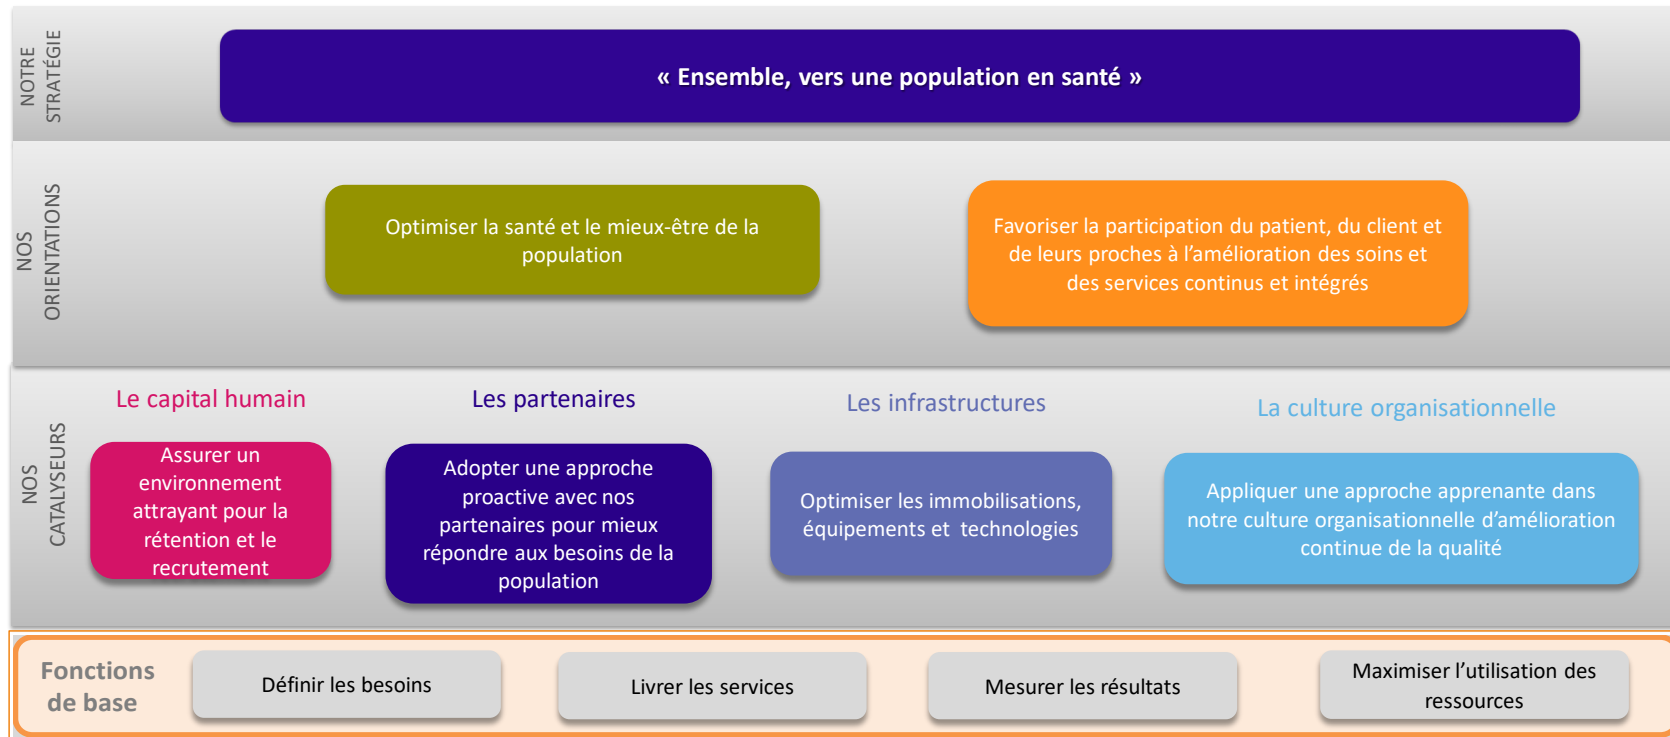 NOTRE
STRATÉGIE
« Ensemble, vers une population en santé »
NOS
ORIENTATIONS
Optimiser la santé et le mieux-être de la
population
Favoriser la participation du patient, du client et
de leurs proches à l’amélioration des soins et
des services continus et intégrés
NOS
CATALYSEURS
Le capital humain
Assurer un
environnement
attrayant pour la
rétention et le
recrutement
Les partenaires
Adopter une approche
proactive avec nos
partenaires pour mieux
répondre aux besoins de la
population
Les infrastructures
Optimiser les immobilisations,
équipements et technologies
La culture organisationnelle
Appliquer une approche apprenante dans
notre culture organisationnelle d’amélioration
continue de la qualité
Fonctions
de base
Définir les besoins
Livrer les services
Mesurer les résultats
Maximiser l’utilisation des
ressources